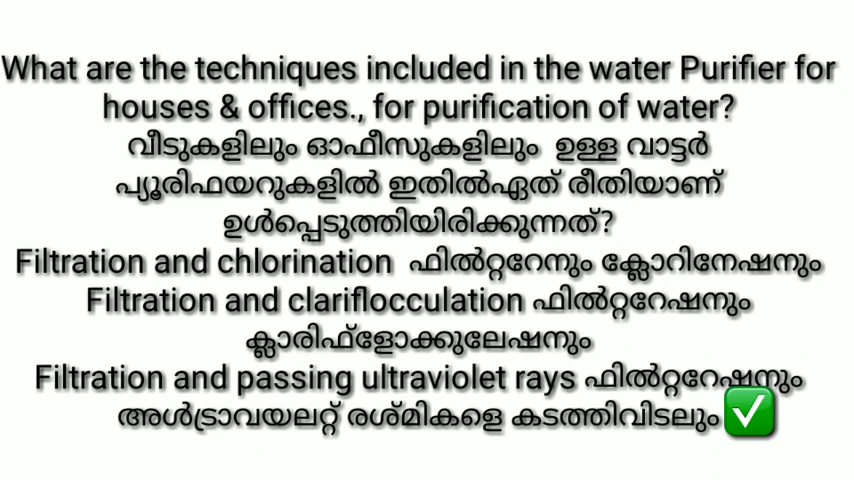 What are the techniques included in the water Purifier for
houses & offices., for purification of water?
വീടുകളിലും ഓഫീസുകളിലും ഉള്ള വാട്ടർ
പ്യൂരിഫയറുകളിൽ ഇതിൽഏത് രീതിയാണ്
ഉൾപ്പെടുത്തിയിരിക്കുന്നത്?
Filtration and chlorination ഫിൽറ്ററേനും ക്ലോറിനേഷനും
Filtration and clariflocculation ഫിൽറ്ററേഷനും
ക്ലാരിഫ്ളോക്കുലേഷനും
Filtration and passing ultraviolet rays ഫിൽറ്ററേഷനും
അൾട്രാവയലറ്റ് രശ്മികളെ കടത്തിവിടലും ✅